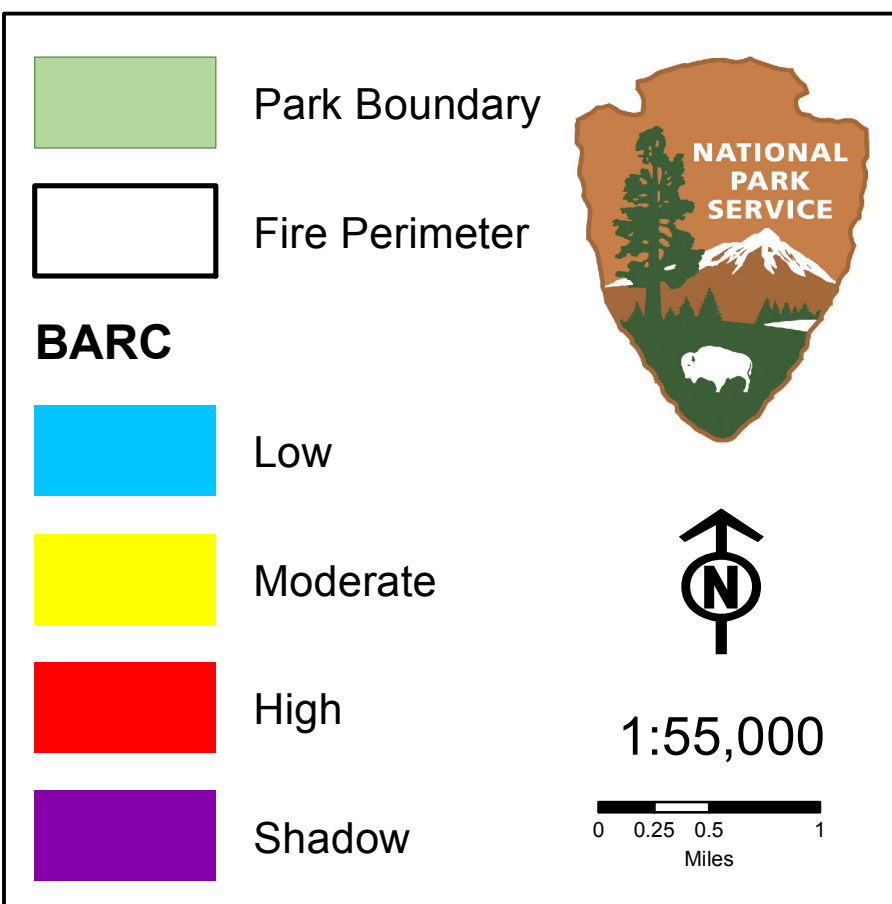 Park Boundary
Fire Perimeter
BARC
Low
Moderate
High
Shadow
NATIONAL
PARK
SERVICE
N
1:55,000
0 0.25 0.5 1
Miles